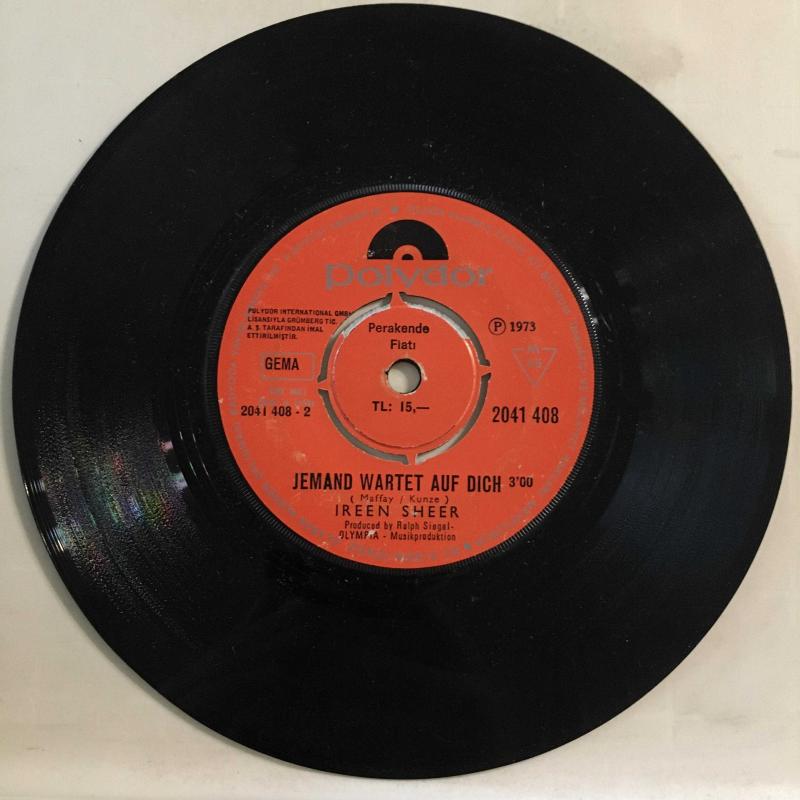 polydor
POLYDOR INTERNATIONAL GMBH
LİSANSIYLA GRÜMBERG TİC.
A. Ş. TARAFINDAN İMAL
ETTİRİLMİŞTİR.
Perakende
Fiatı
Ⓟ 1973
GEMA
TL: 15,—
2041 408 - 2
2041 408
JEMAND WARTET AUF DICH 3'00
( Maffay / Kunze )
IREEN SHEER
Produced by Ralph Siegel-
OLYMPIA - Musikproduktion